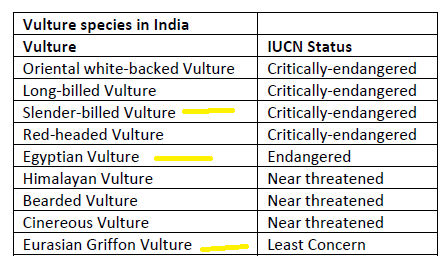 Vulture species in India
Vulture IUCN Status
Oriental white-backed Vulture Critically-endangered
Long-billed Vulture Critically-endangered
Slender-billed Vulture Critically-endangered
Red-headed Vulture Critically-endangered
Egyptian Vulture Endangered
Himalayan Vulture Near threatened
Bearded Vulture Near threatened
Cinereous Vulture Near threatened
Eurasian Griffon Vulture Least Concern